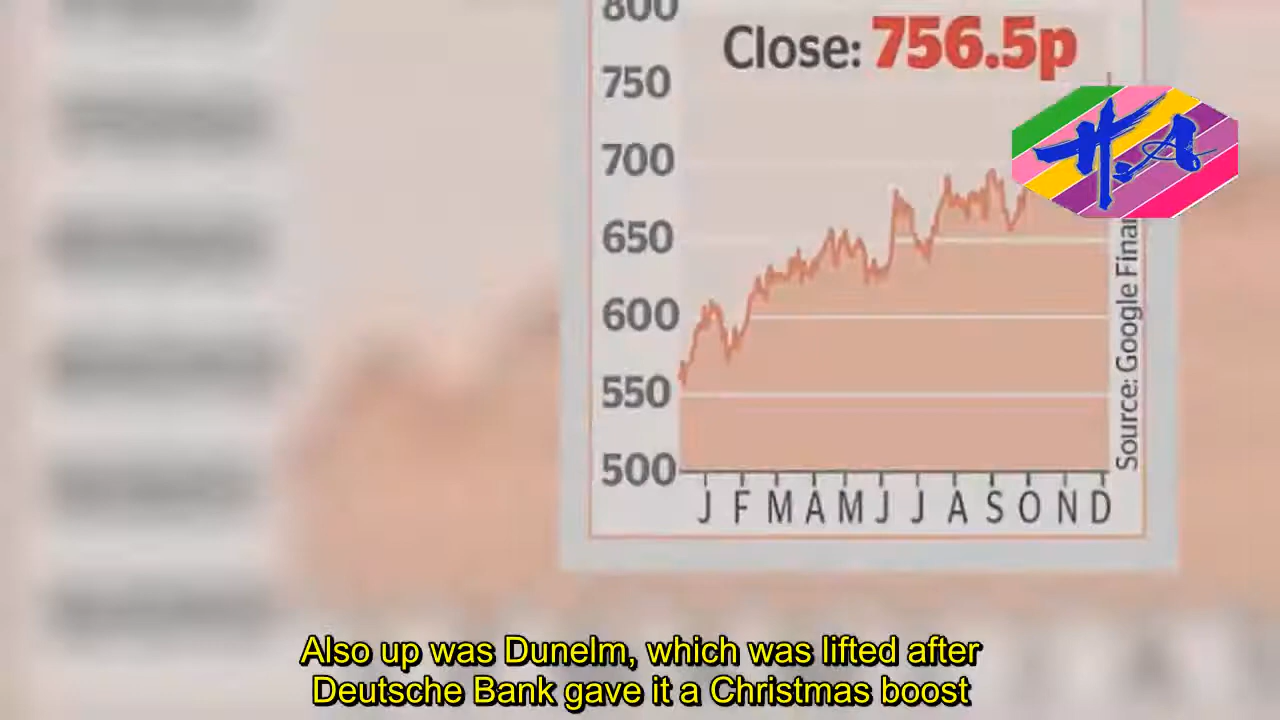 800
Close: 756.5p
750
700
650
600
550
500
J F M A M J J A S O N D
Source: Google Finan
H.A
Also up was Dunelm, which was lifted after
Deutsche Bank gave it a Christmas boost